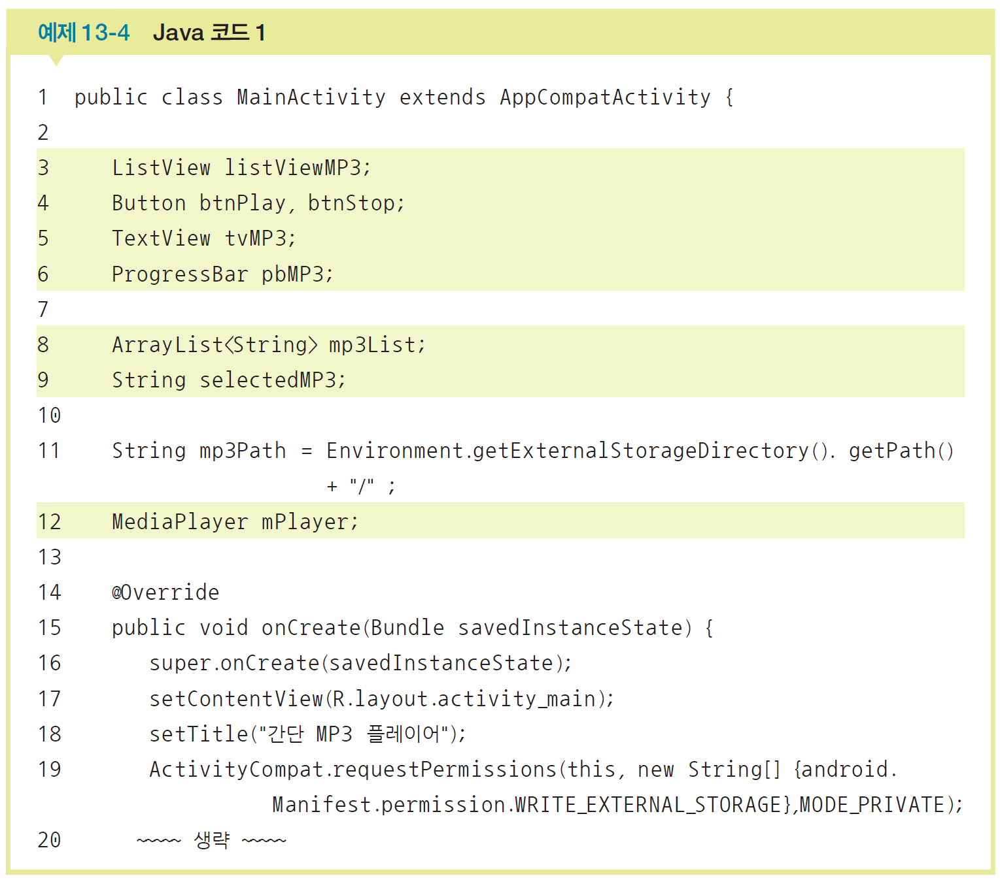 예제 13-4 Java 코드 1
1 public class MainActivity extends AppCompatActivity {
2
3 ListView listViewMP3;
4 Button btnPlay, btnStop;
5 TextView tvMP3;
6 ProgressBar pbMP3;
7
8 ArrayList<String> mp3List;
9 String selectedMP3;
10
11 String mp3Path = Environment.getExternalStorageDirectory(). getPath()
+ "/" ;
12 MediaPlayer mPlayer;
13
14 @Override
15 public void onCreate(Bundle savedInstanceState) {
16 super.onCreate(savedInstanceState);
17 setContentView(R.layout.activity_main);
18 setTitle("간단 MP3 플레이어");
19 ActivityCompat.requestPermissions(this, new String[] {android.
Manifest.permission.WRITE_EXTERNAL_STORAGE},MODE_PRIVATE);
20 ~~~~~ 생략 ~~~~~